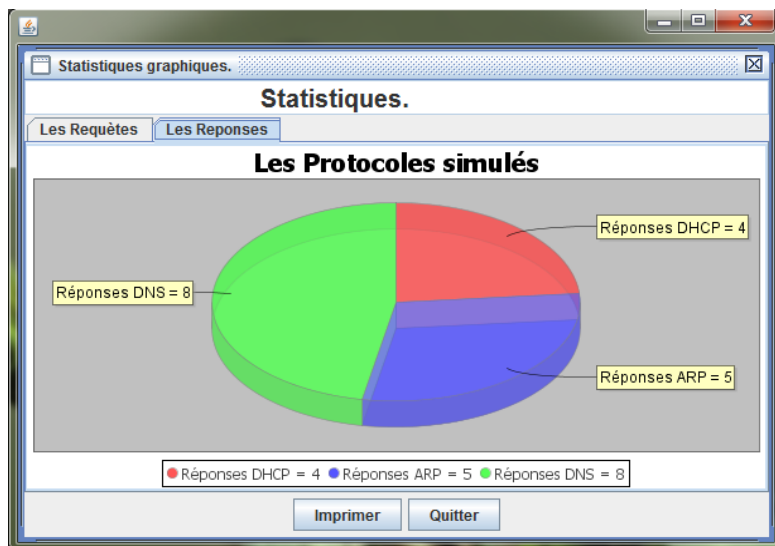 Statistiques graphiques.
Statistiques.
Les Requètes
Les Reponses
Les Protocoles simulés
Réponses DHCP = 4
Réponses DNS = 8
Réponses ARP = 5
Réponses DHCP = 4 Réponses ARP = 5 Réponses DNS = 8
Imprimer
Quitter